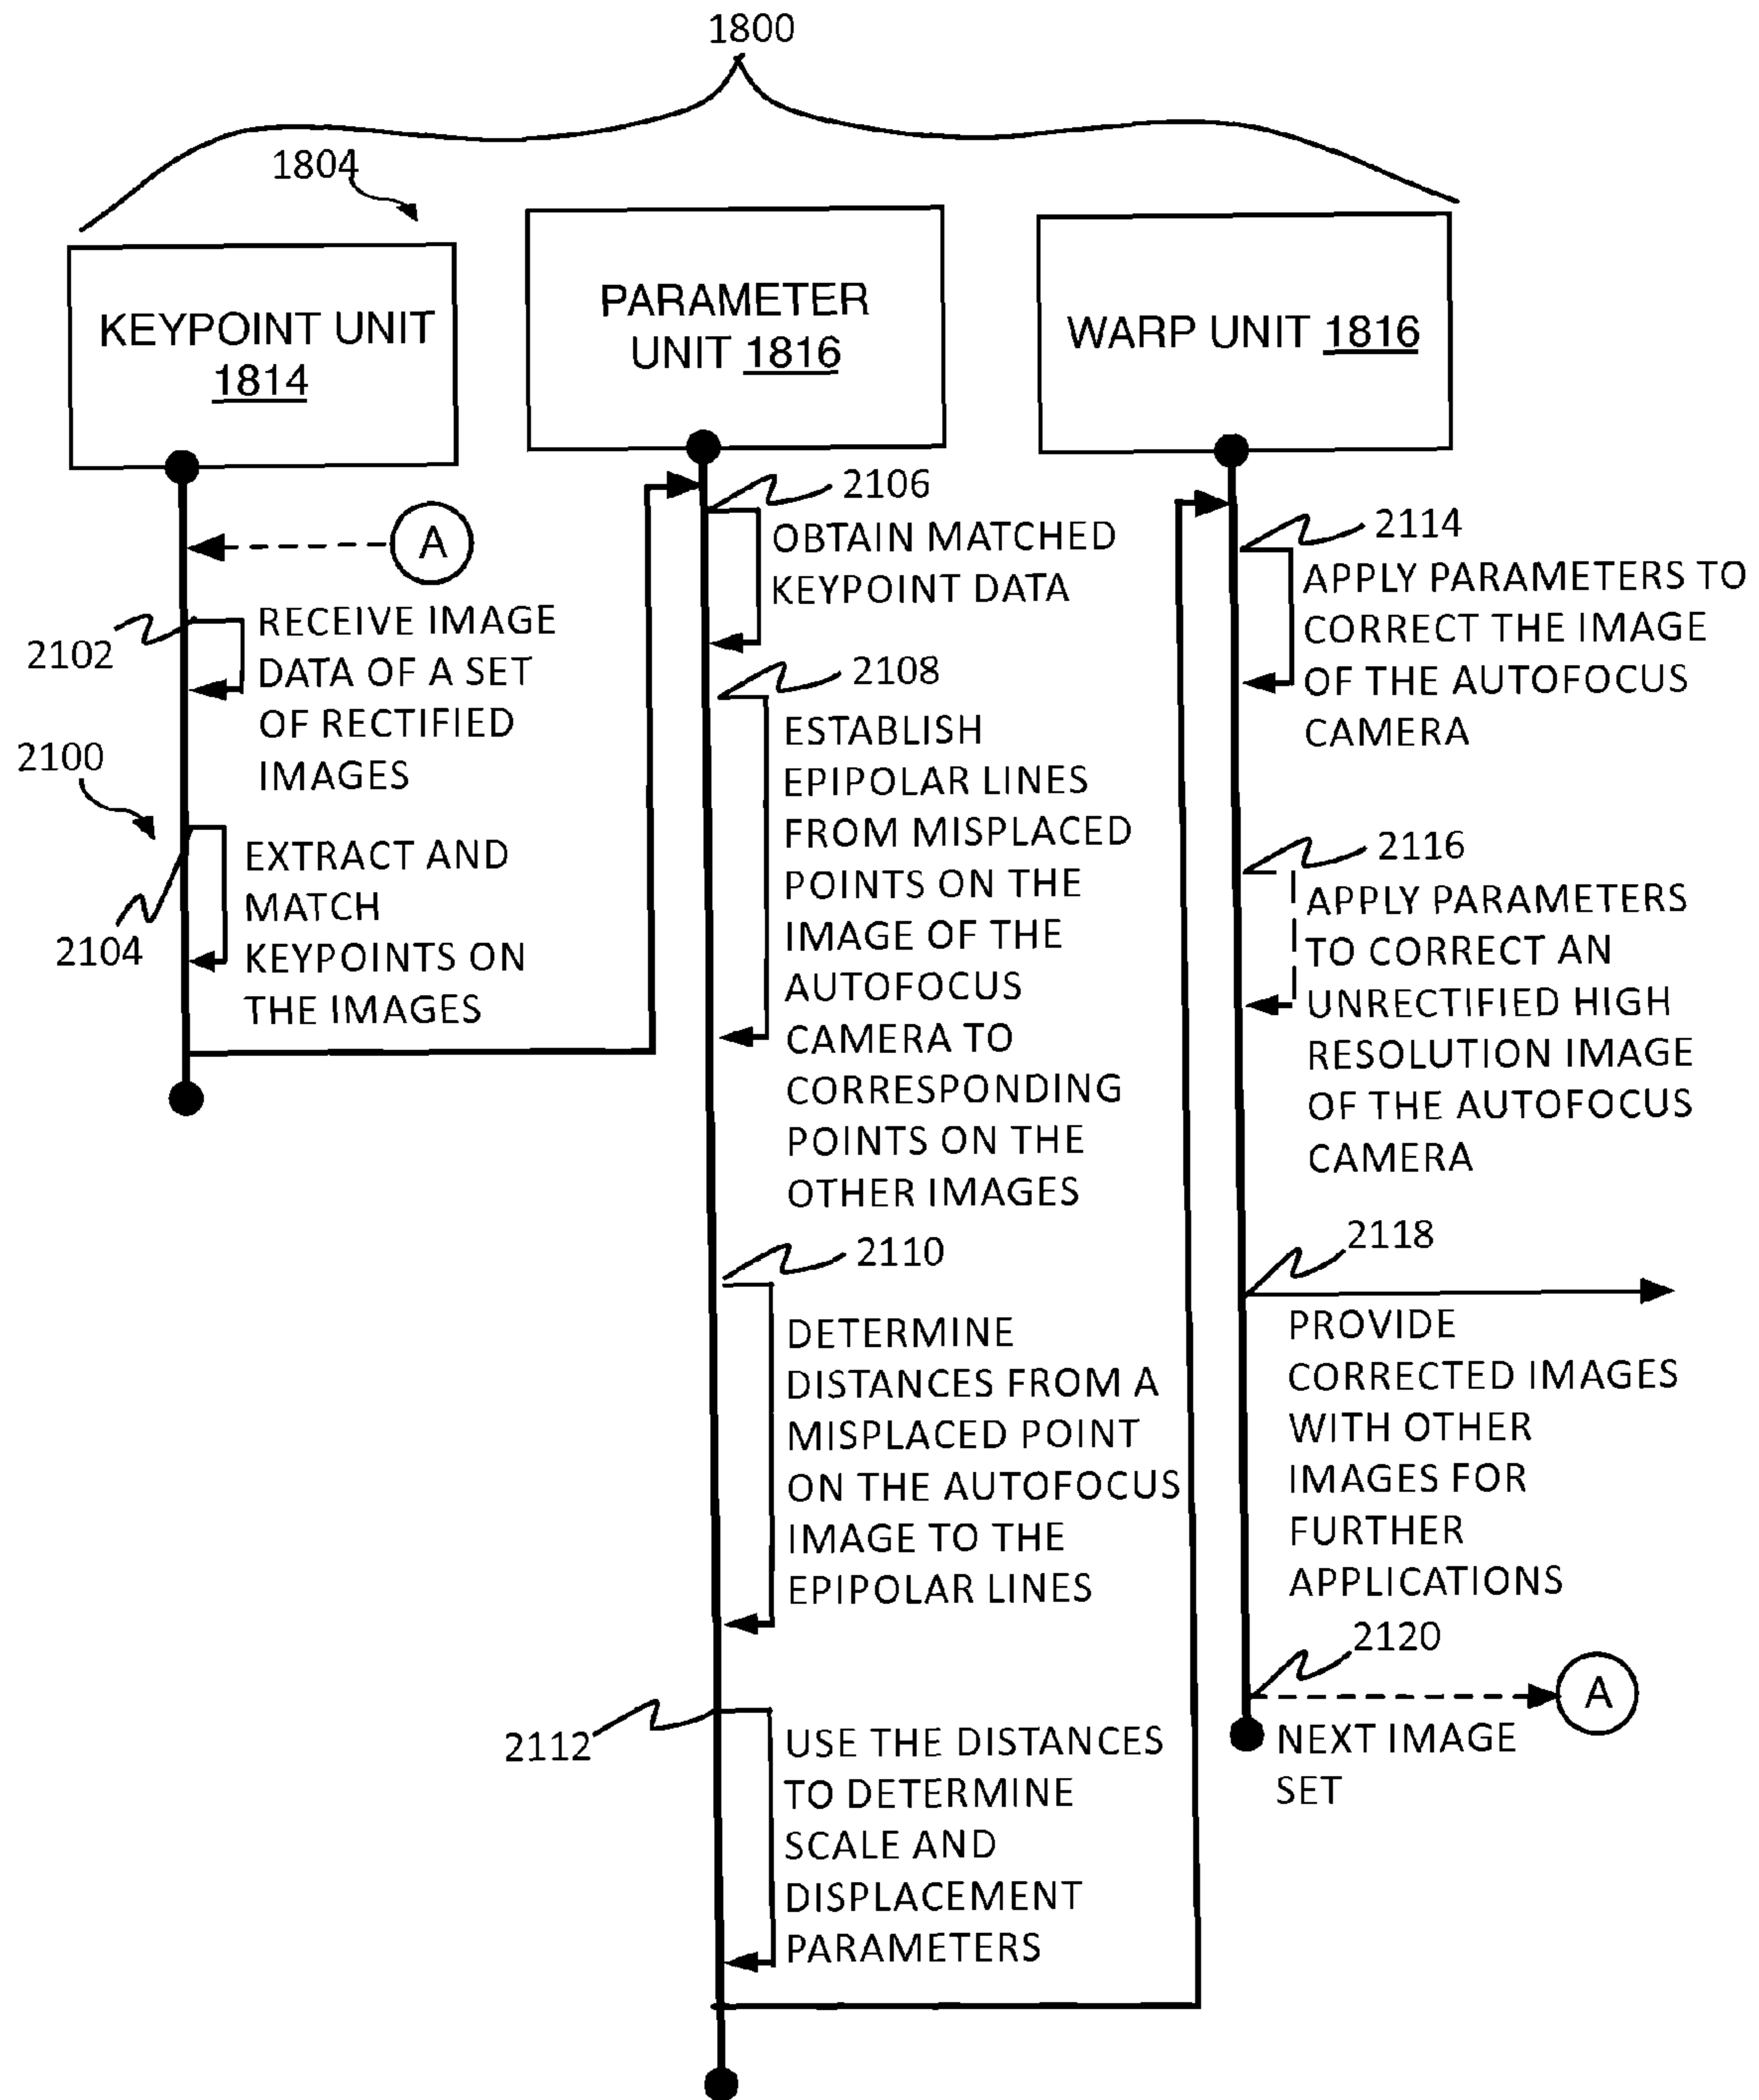 1800
1804
KEYPOINT UNIT
1814
PARAMETER
UNIT 1816
WARP UNIT 1816
A
2102
RECEIVE IMAGE
DATA OF A SET
OF RECTIFIED
IMAGES
2100
2104
EXTRACT AND
MATCH
KEYPOINTS ON
THE IMAGES
2106
OBTAIN MATCHED
KEYPOINT DATA
2108
ESTABLISH
EPIPOLAR LINES
FROM MISPLACED
POINTS ON THE
IMAGE OF THE
AUTOFOCUS
CAMERA TO
CORRESPONDING
POINTS ON THE
OTHER IMAGES
2110
DETERMINE
DISTANCES FROM A
MISPLACED POINT
ON THE AUTOFOCUS
IMAGE TO THE
EPIPOLAR LINES
2112
USE THE DISTANCES
TO DETERMINE
SCALE AND
DISPLACEMENT
PARAMETERS
2114
APPLY PARAMETERS TO
CORRECT THE IMAGE
OF THE AUTOFOCUS
CAMERA
2116
APPLY PARAMETERS
TO CORRECT AN
UNRECTIFIED HIGH
RESOLUTION IMAGE
OF THE AUTOFOCUS
CAMERA
2118
PROVIDE
CORRECTED IMAGES
WITH OTHER
IMAGES FOR
FURTHER
APPLICATIONS
2120
A
NEXT IMAGE
SET